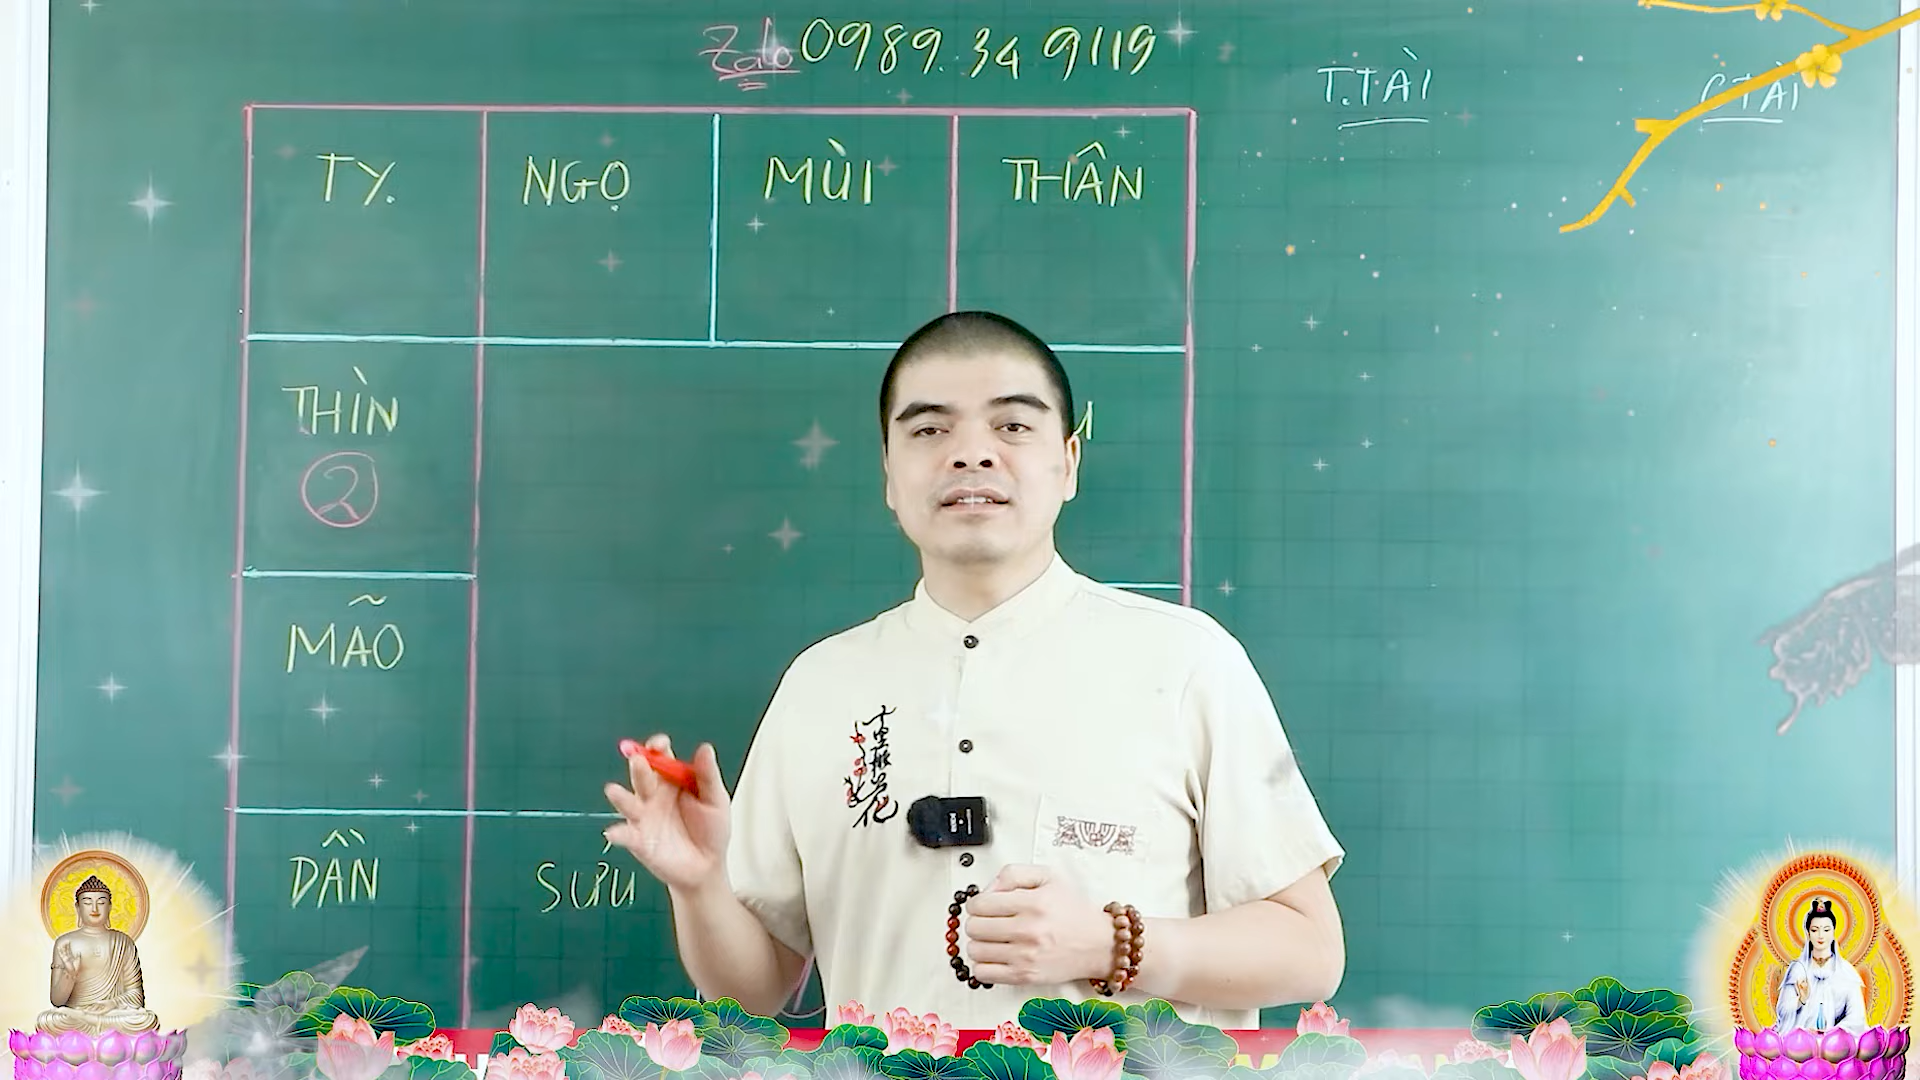 Zalo 0989.34 9119
T.TÀI
C TÀI
TỴ. NGỌ MÙI THÂN
THÌN
2
MÃO
DẦN SỬU